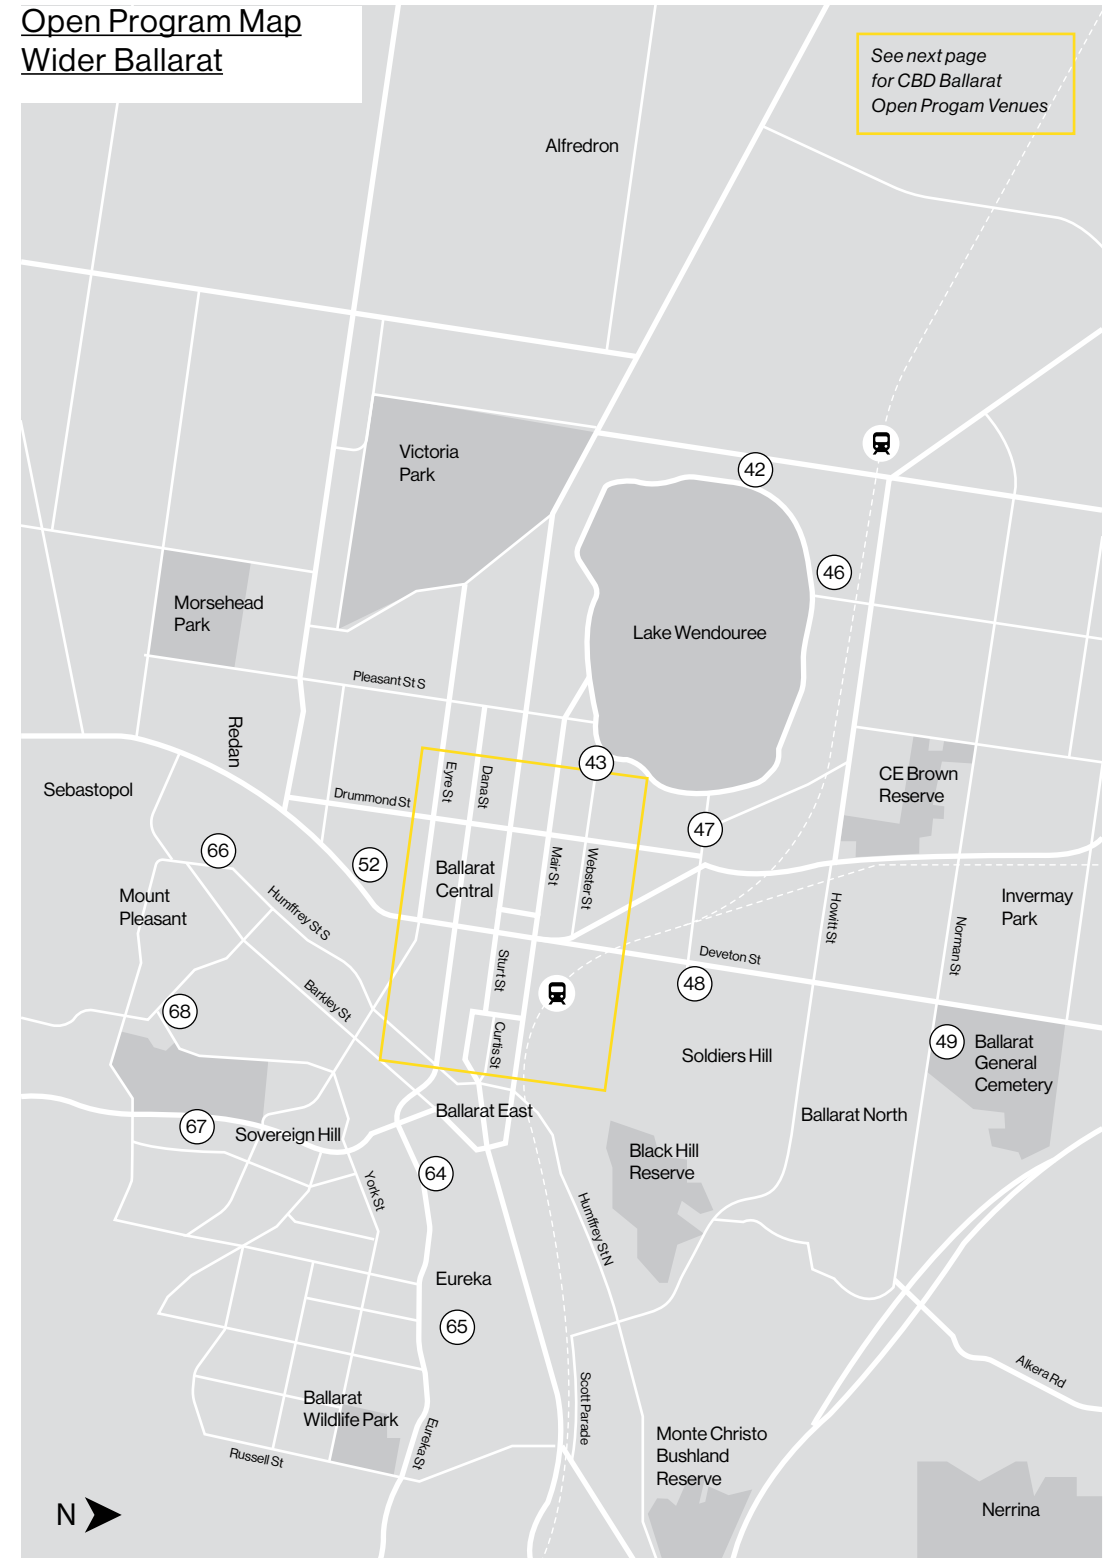 Open Program Map
Wider Ballarat
See next page
for CBD Ballarat
Open Progam Venues
Alfredron
Victoria
Park
42
46
Morsehead
Park
Lake Wendouree
Pleasant St S
Redan
43
Eyre St
Dana St
CE Brown
Reserve
Sebastopol
Drummond St
47
66
52
Ballarat
Central
Mair St
Webster St
Mount
Pleasant
Humffrey St S
Howitt St
Invermay
Park
Norman St
Deveton St
Sturt St
48
Barkley St
68
Curtis St
49
Ballarat
General
Cemetery
Soldiers Hill
Ballarat East
Ballarat North
67
Sovereign Hill
Black Hill
Reserve
64
York St
Humffrey St N
Eureka
65
Alkera Rd
Scott Parade
Ballarat
Wildlife Park
Eureka St
Russell St
Monte Christo
Bushland
Reserve
N
Nerrina